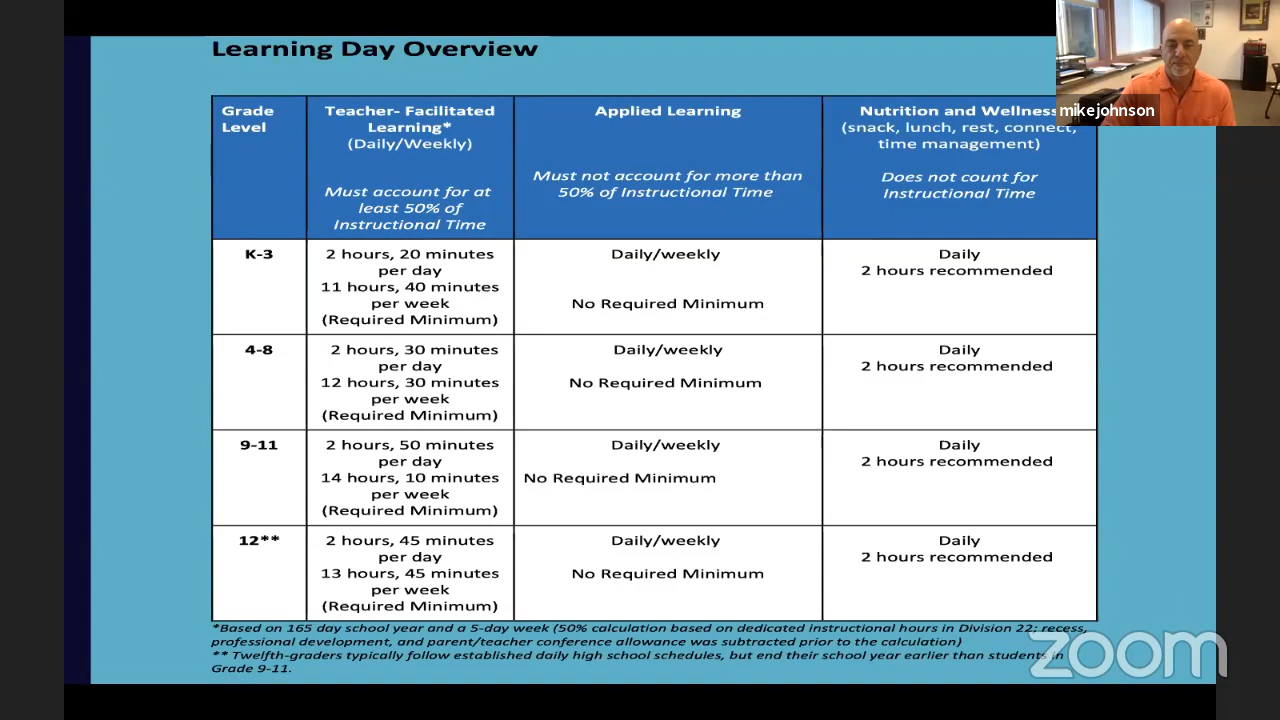 Learning Day Overview
mikejohnson
Grade
Level
Teacher- Facilitated
Learning*
(Daily/Weekly)
Must account for at
least 50% of
Instructional Time
Applied Learning
Must not account for more than
50% of Instructional Time
Nutrition and Wellness
(snack, lunch, rest, connect,
time management)
Does not count for
Instructional Time
K-3
2 hours, 20 minutes
per day
11 hours, 40 minutes
per week
(Required Minimum)
Daily/weekly
No Required Minimum
Daily
2 hours recommended
4-8
2 hours, 30 minutes
per day
12 hours, 30 minutes
per week
(Required Minimum)
Daily/weekly
No Required Minimum
Daily
2 hours recommended
9-11
2 hours, 50 minutes
per day
14 hours, 10 minutes
per week
(Required Minimum)
Daily/weekly
No Required Minimum
Daily
2 hours recommended
12**
2 hours, 45 minutes
per day
13 hours, 45 minutes
per week
(Required Minimum)
Daily/weekly
No Required Minimum
Daily
2 hours recommended
*Based on 165 day school year and a 5-day week (50% calculation based on dedicated instructional hours in Division 22; recess,
professional development, and parent/teacher conference allowance was subtracted prior to the calculation)
** Twelfth-graders typically follow established daily high school schedules, but end their school year earlier than students in
Grade 9-11.
zoom